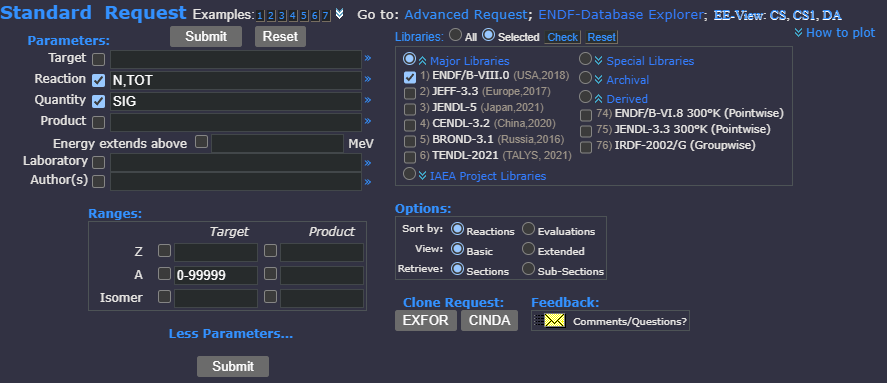 Standard Request Examples: 1 2 3 4 5 6 7 Go to: Advanced Request; ENDF-Database Explorer; EE-View: CS, CS1, DA
» How to plot
Parameters: Submit Reset
Target »
Reaction N,TOT »
Quantity SIG »
Product »
Energy extends above MeV
Laboratory »
Author(s) »
Libraries: All Selected Check Reset
Major Libraries
1) ENDF/B-VIII.0 (USA,2018)
2) JEFF-3.3 (Europe,2017)
3) JENDL-5 (Japan,2021)
4) CENDL-3.2 (China,2020)
5) BROND-3.1 (Russia,2016)
6) TENDL-2021 (TALYS, 2021)
IAEA Project Libraries
Special Libraries
Archival
Derived
74) ENDF/B-VI.8 300°K (Pointwise)
75) JENDL-3.3 300°K (Pointwise)
76) IRDF-2002/G (Groupwise)
Ranges:
Target Product
Z
A 0-99999
Isomer
Options:
Sort by: Reactions Evaluations
View: Basic Extended
Retrieve: Sections Sub-Sections
Clone Request: Feedback:
EXFOR CINDA Comments/Questions?
Less Parameters...
Submit